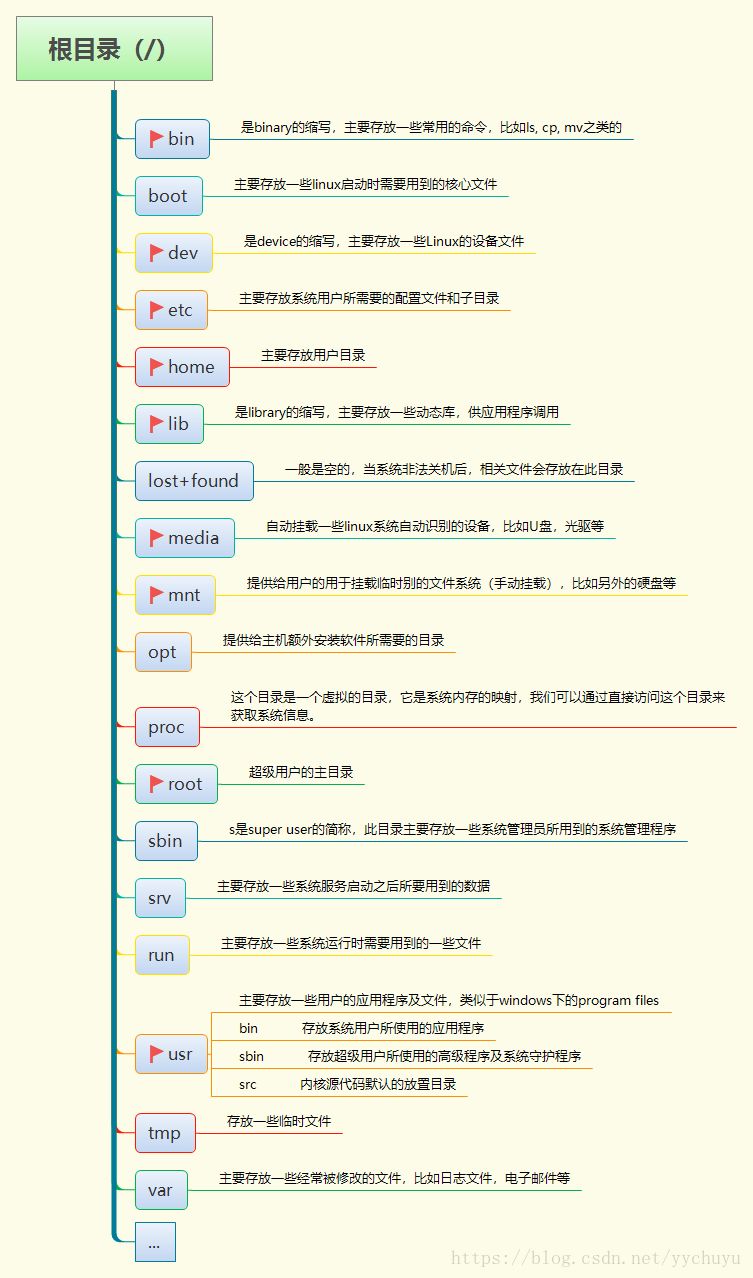 根目录（/）
bin
是binary的缩写，主要存放一些常用的命令，比如ls, cp, mv之类的
boot
主要存放一些linux启动时需要用到的核心文件
dev
是device的缩写，主要存放一些Linux的设备文件
etc
主要存放系统用户所需要的配置文件和子目录
home
主要存放用户目录
lib
是library的缩写，主要存放一些动态库，供应用程序调用
lost+found
一般是空的，当系统非法关机后，相关文件会存放在此目录
media
自动挂载一些linux系统自动识别的设备，比如U盘，光驱等
mnt
提供给用户的用于挂载临时别的文件系统（手动挂载），比如另外的硬盘等
opt
提供给主机额外安装软件所需要的目录
proc
这个目录是一个虚拟的目录，它是系统内存的映射，我们可以通过直接访问这个目录来
获取系统信息。
root
超级用户的主目录
sbin
s是super user的简称，此目录主要存放一些系统管理员所用到的系统管理程序
srv
主要存放一些系统服务启动之后所要用到的数据
run
主要存放一些系统运行时需要用到的一些文件
usr
主要存放一些用户的应用程序及文件，类似于windows下的program files
bin 存放系统用户所使用的应用程序
sbin 存放超级用户所使用的高级程序及系统守护程序
src 内核源代码默认的放置目录
tmp
存放一些临时文件
var
主要存放一些经常被修改的文件，比如日志文件，电子邮件等
...
https://blog.csdn.net/yychuyu